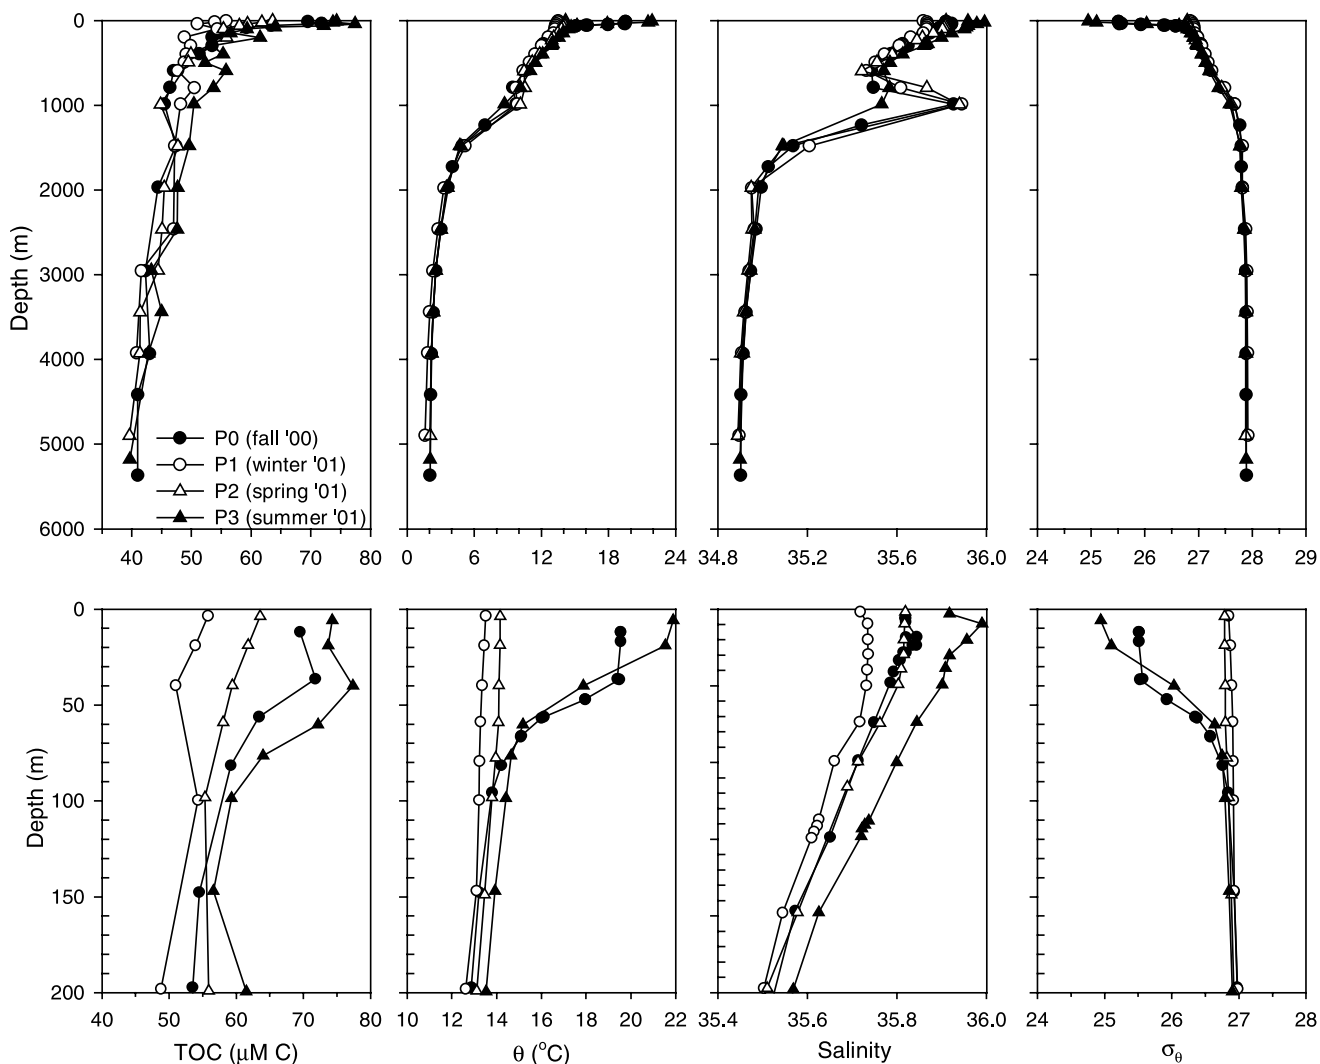 0
1000
2000
3000
4000
5000
6000
Depth (m)
P0 (fall '00)
P1 (winter '01)
P2 (spring '01)
P3 (summer '01)
40 50 60 70 80
0 6 12 18 24
34.8 35.2 35.6 36.0
24 25 26 27 28 29
0
50
100
150
200
Depth (m)
40 50 60 70 80
10 12 14 16 18 20 22
35.4 35.6 35.8 36.0
24 25 26 27 28
TOC (μM C)
θ (°C)
Salinity
σθ